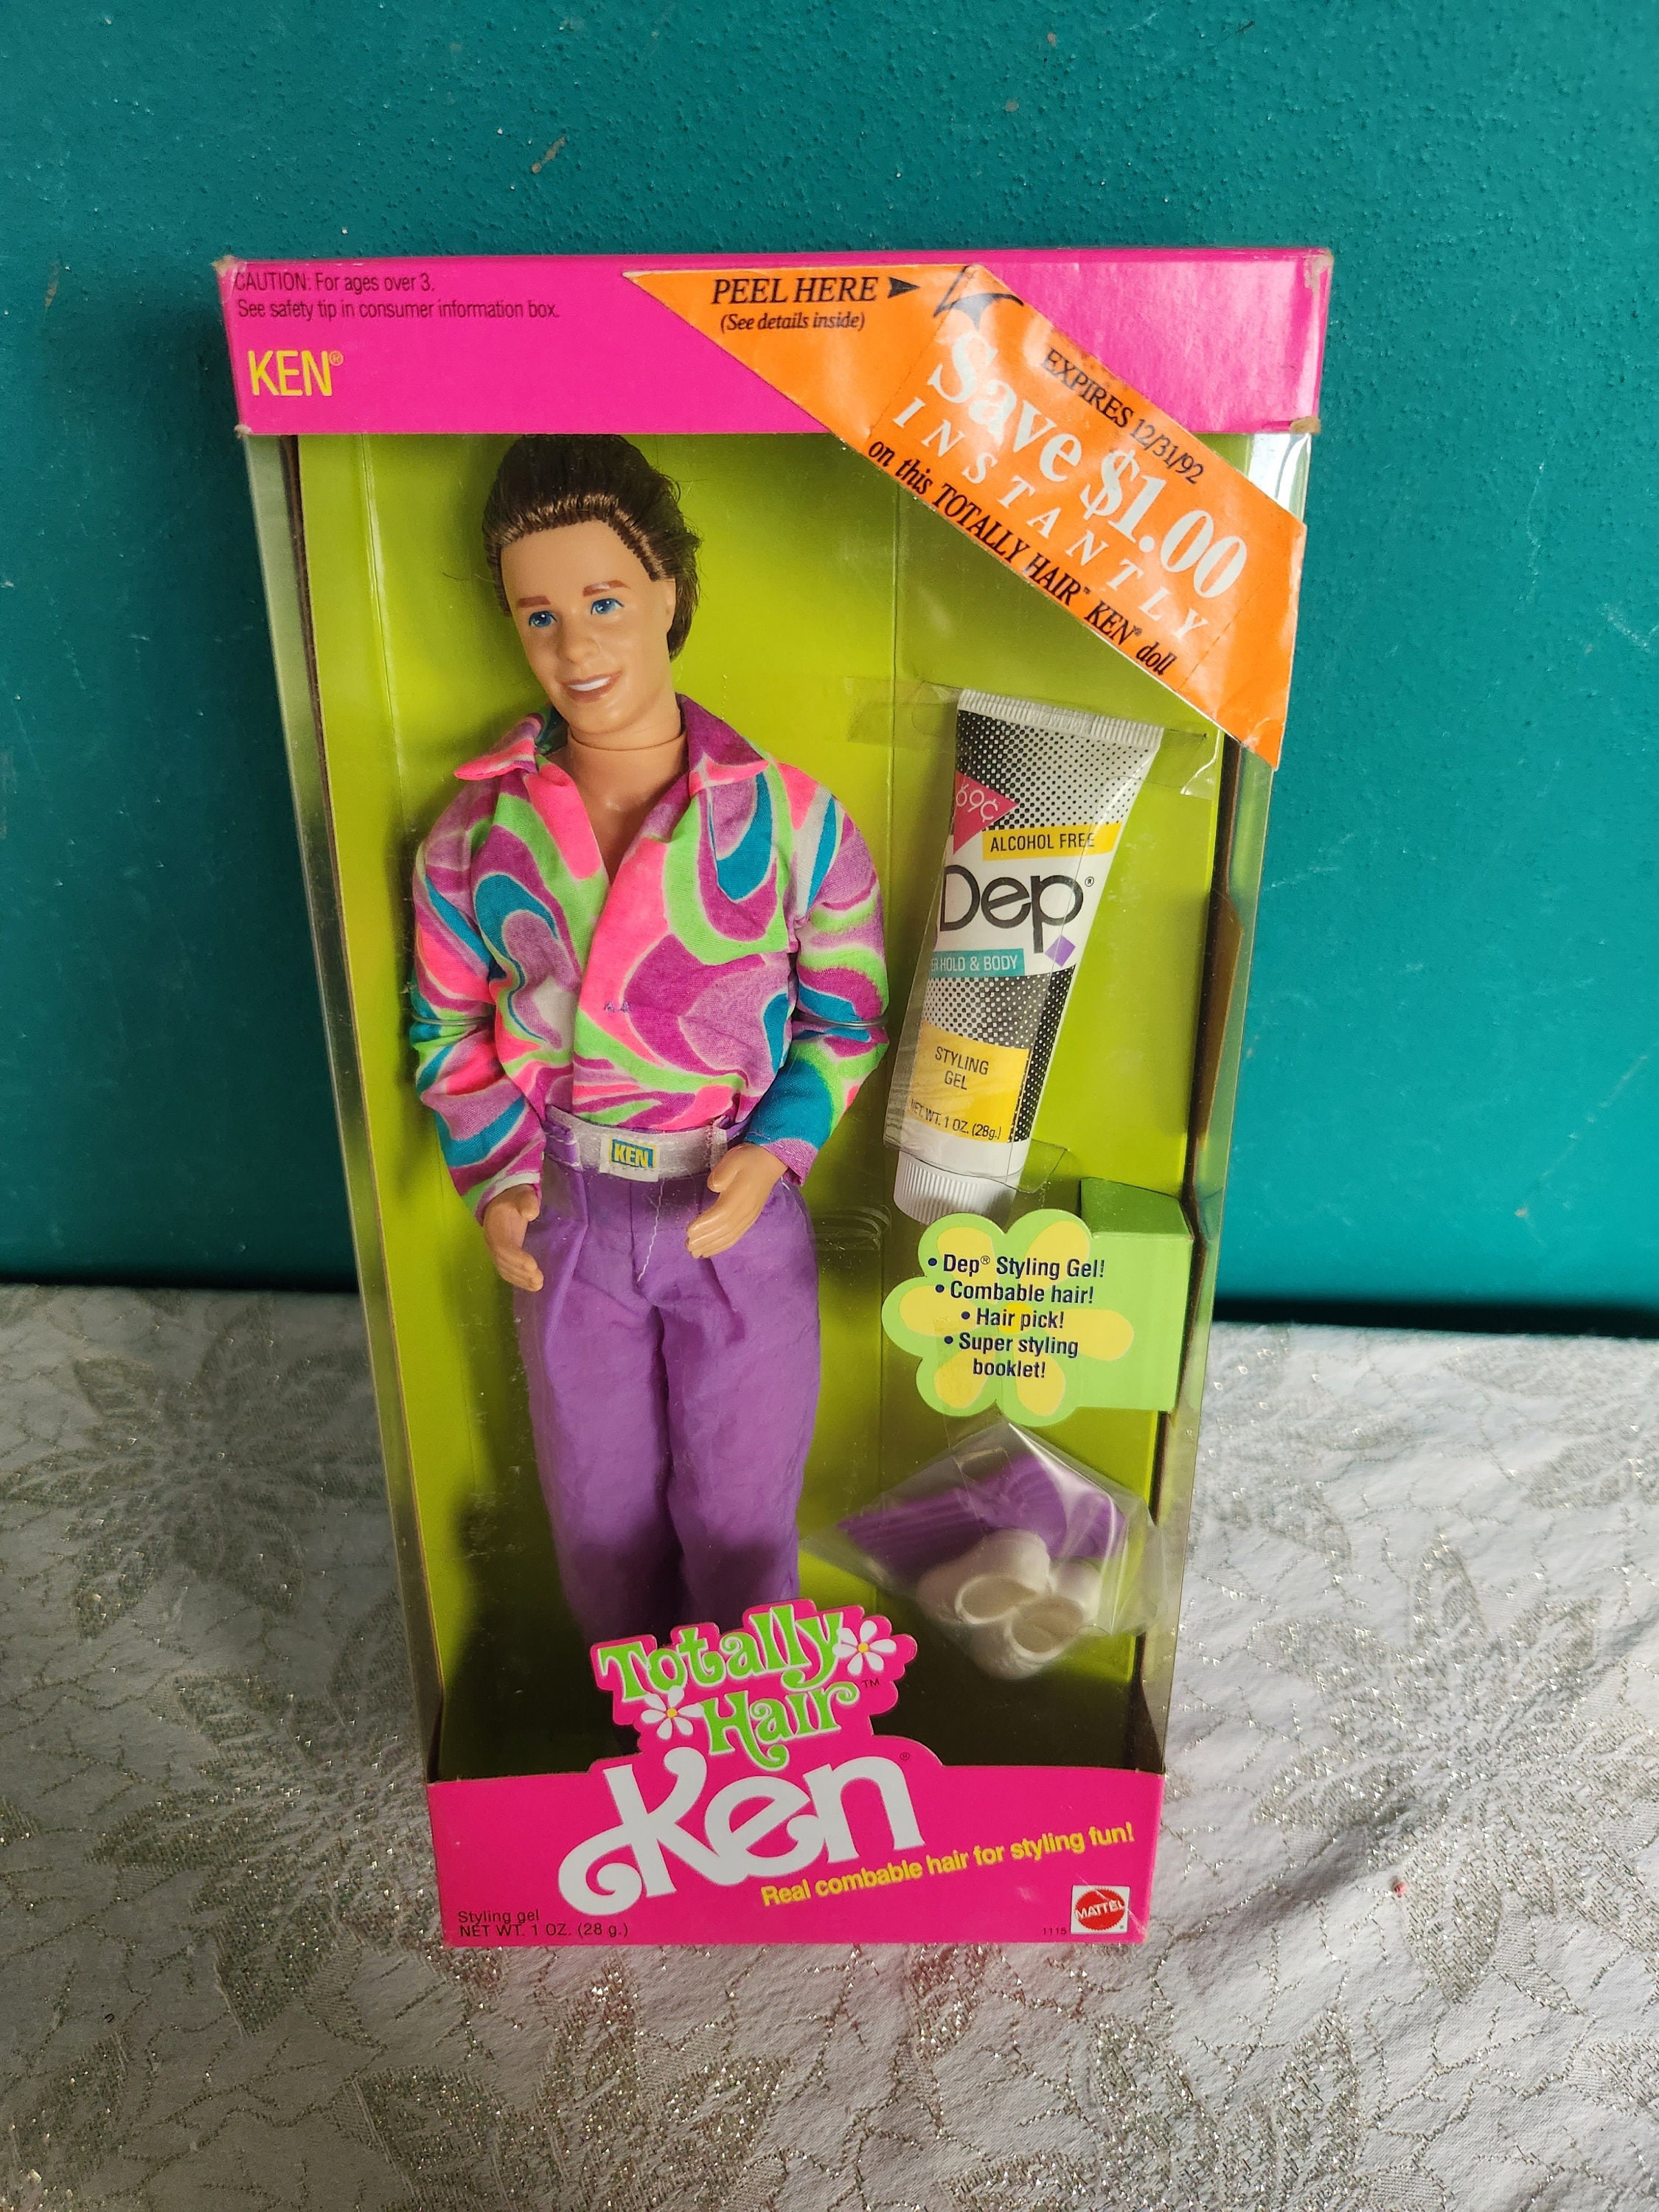 CAUTION: For ages over 3.
See safety tip in consumer information box.
KEN®
PEEL HERE
(See details inside)
EXPIRES 12/31/92
Save $1.00
INSTANTLY
on this TOTALLY HAIR™ KEN® doll
69¢
ALCOHOL FREE
Dep®
HOLD & BODY
STYLING
GEL
NET WT. 1 OZ. (28g.)
KEN
• Dep® Styling Gel!
• Combable hair!
• Hair pick!
• Super styling
booklet!
Totally
Hair™
Ken®
Real combable hair for styling fun!
Styling gel
NET WT. 1 OZ. (28 g.)
1115
MATTEL